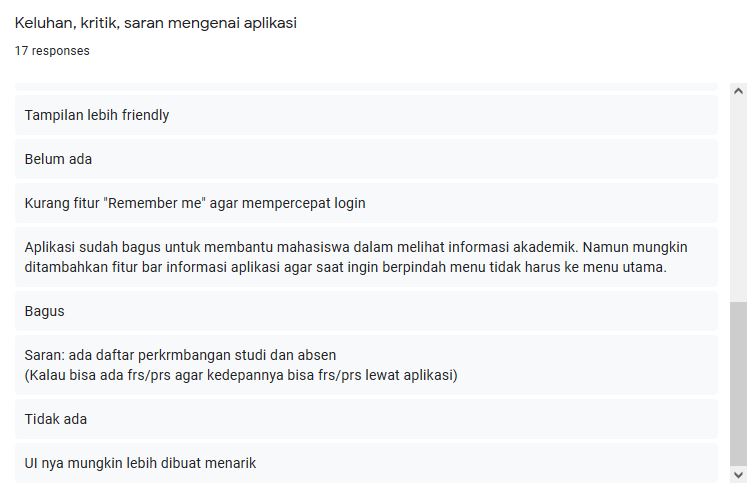 Keluhan, kritik, saran mengenai aplikasi
17 responses
Tampilan lebih friendly
Belum ada
Kurang fitur "Remember me" agar mempercepat login
Aplikasi sudah bagus untuk membantu mahasiswa dalam melihat informasi akademik. Namun mungkin
ditambahkan fitur bar informasi aplikasi agar saat ingin berpindah menu tidak harus ke menu utama.
Bagus
Saran: ada daftar perkrmbangan studi dan absen
(Kalau bisa ada frs/prs agar kedepannya bisa frs/prs lewat aplikasi)
Tidak ada
UI nya mungkin lebih dibuat menarik